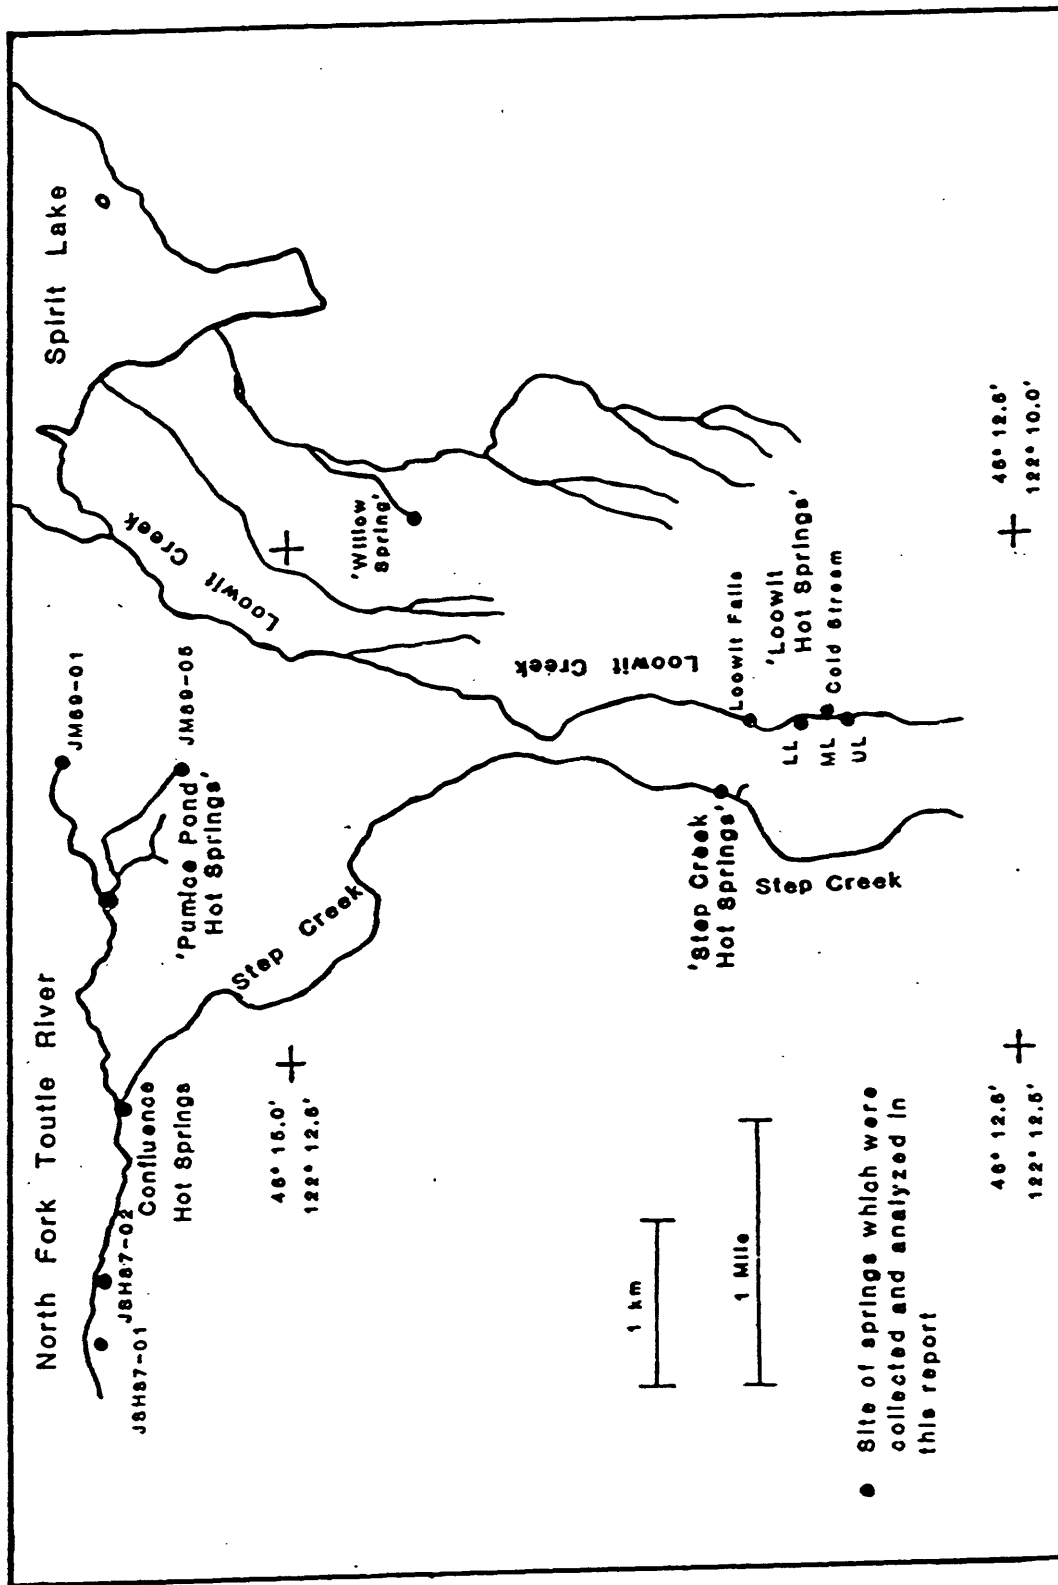 North Fork Toutle River
Spirit Lake
JM89-01
JSH87-01
JSH87-02
Confluence
Hot Springs
'Pumice Pond'
Hot Springs'
JM89-05
Loowit Creek
Step Creek
46° 15.0'
122° 12.5'
'Willow
Spring'
Loowit Creek
1 km
1 Mile
'Step Creek
Hot Springs'
Step Creek
Loowit Falls
'Loowit
Hot Springs'
LL
ML
UL
Cold Stream
Site of springs which were
collected and analyzed in
this report
46° 12.5'
122° 12.5'
46° 12.5'
122° 10.0'